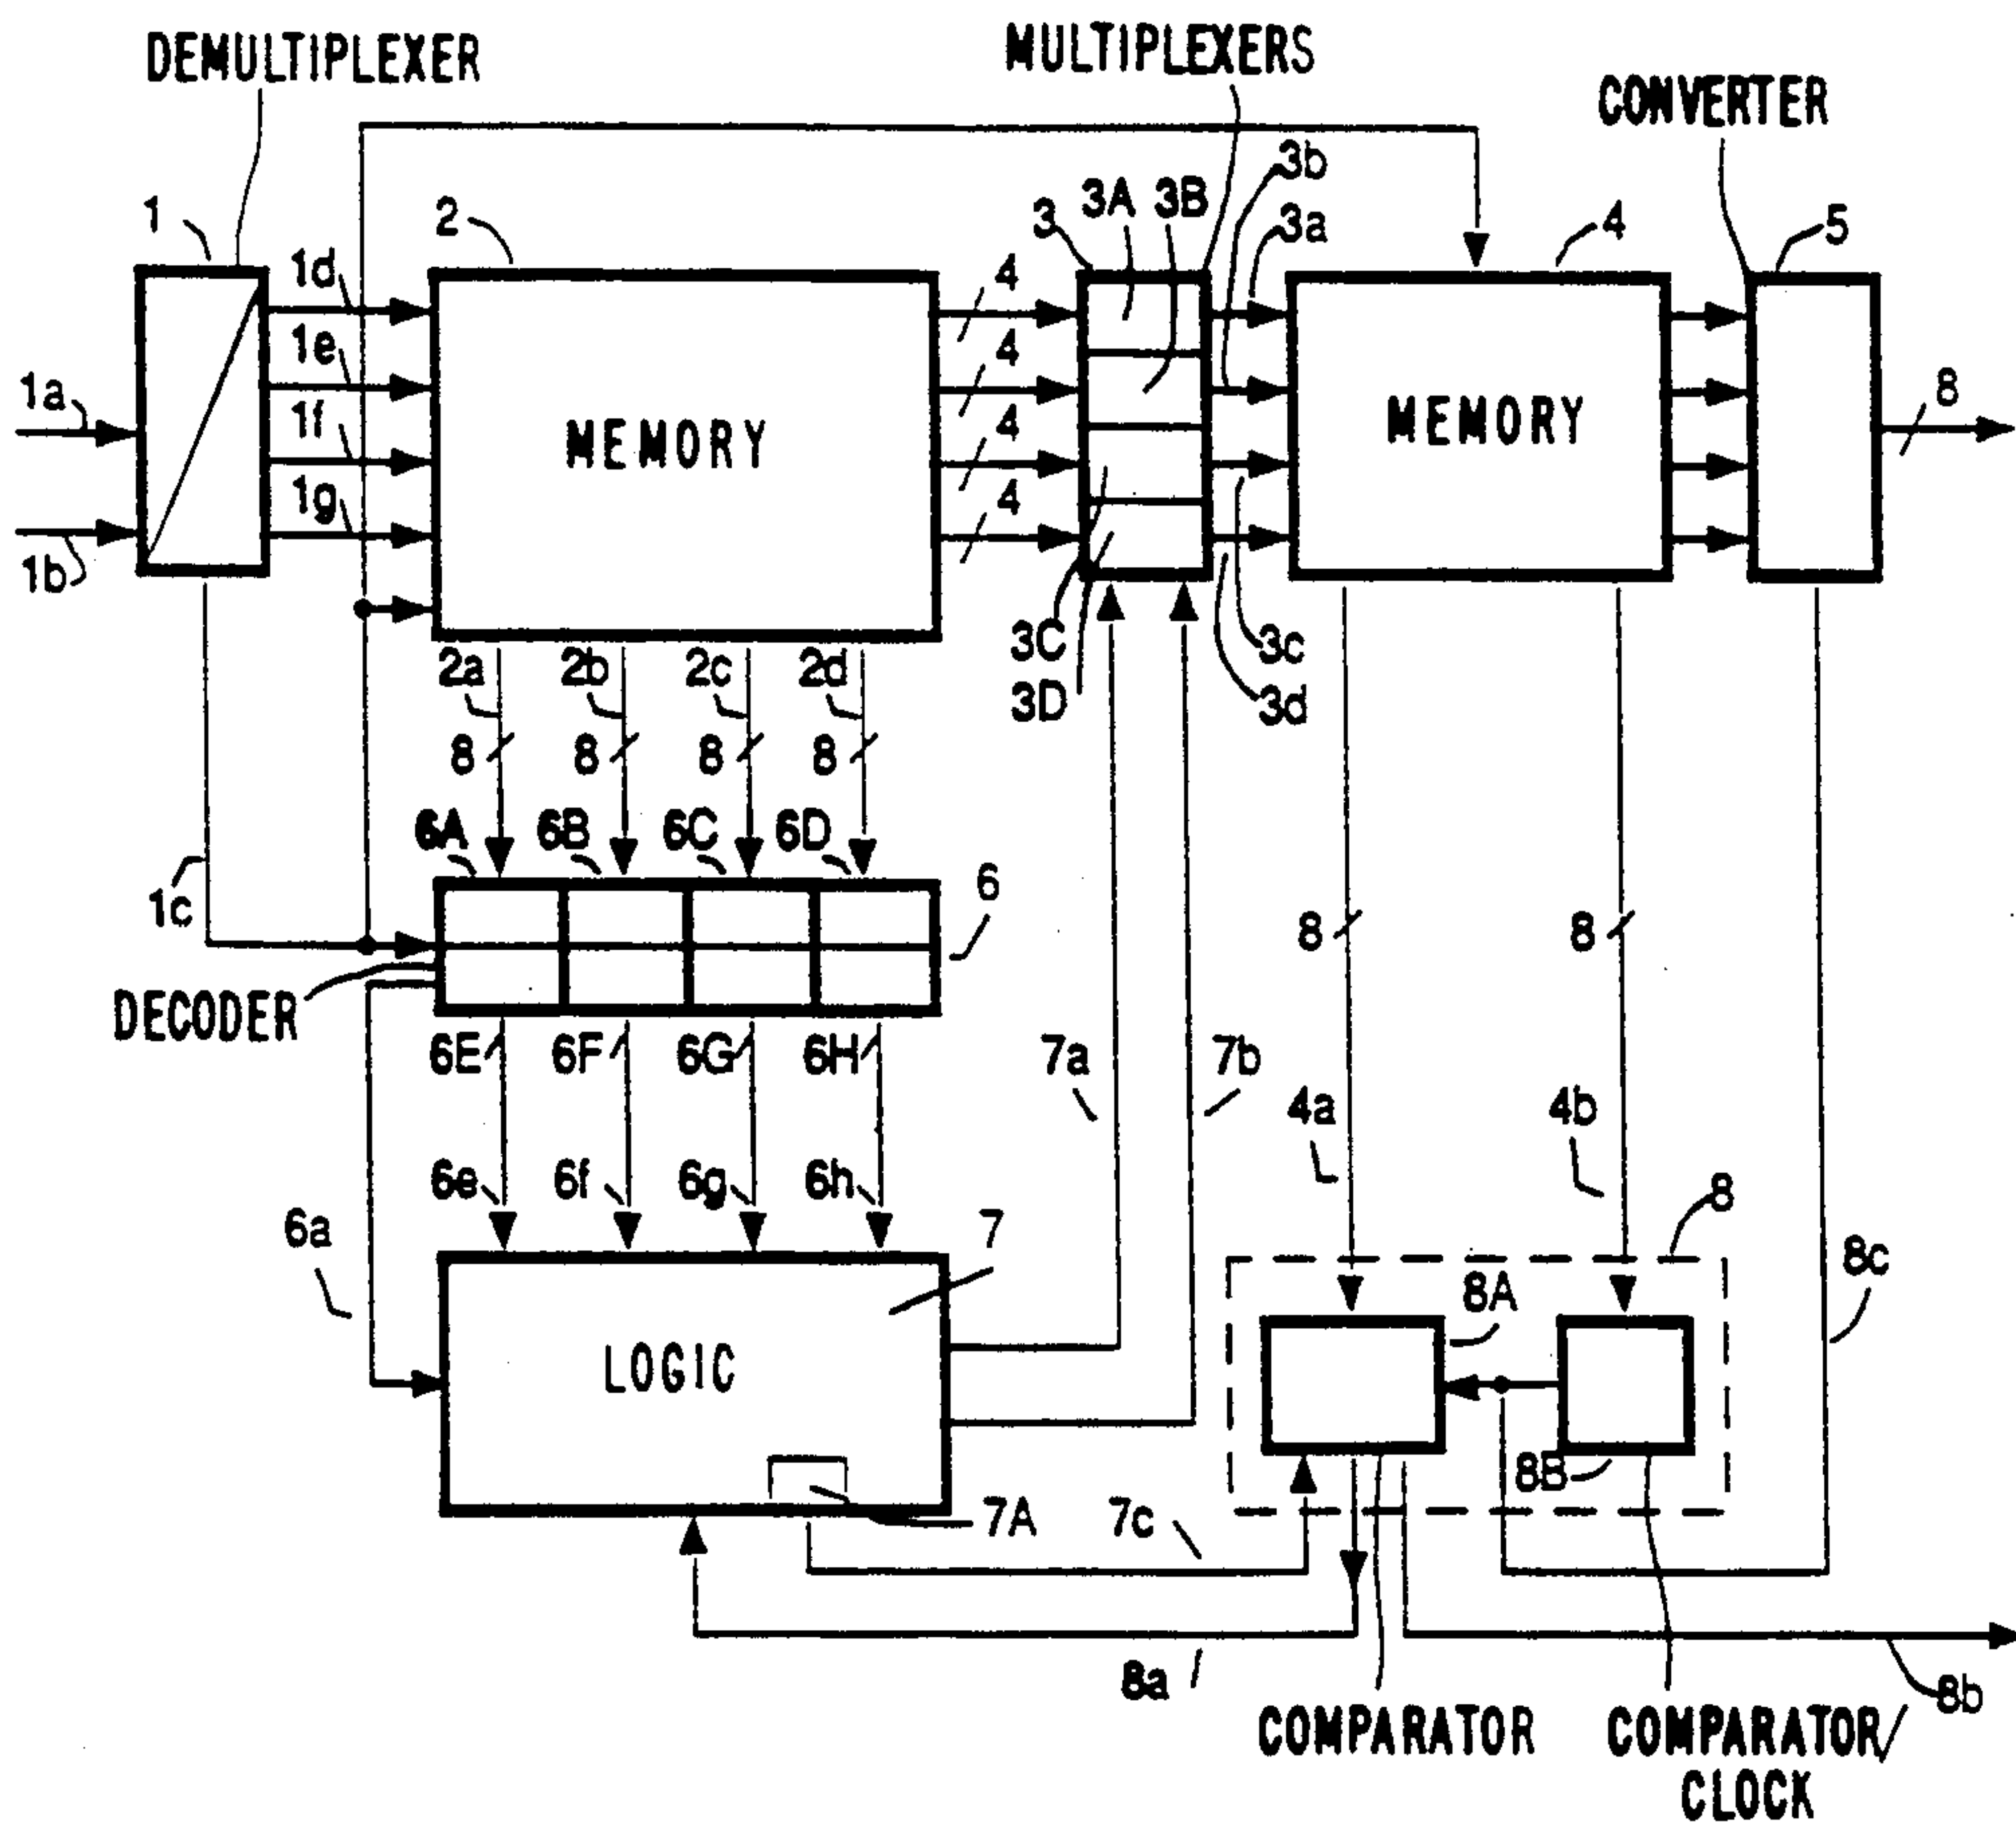 DEMULTIPLEXER
MULTIPLEXERS
CONVERTER
1
2
3
3A
3B
3b
3a
4
5
1d
1e
1f
1g
1a
1b
4
4
4
4
MEMORY
MEMORY
8
3C
3D
3c
3d
2a
2b
2c
2d
8
8
8
8
6A
6B
6C
6D
6
1c
8
8
DECODER
6E
6F
6G
6H
7a
7b
4a
4b
6e
6f
6g
6h
6a
7
8
8A
8c
LOGIC
8B
7A
7c
8a
8b
COMPARATOR
COMPARATOR/
CLOCK